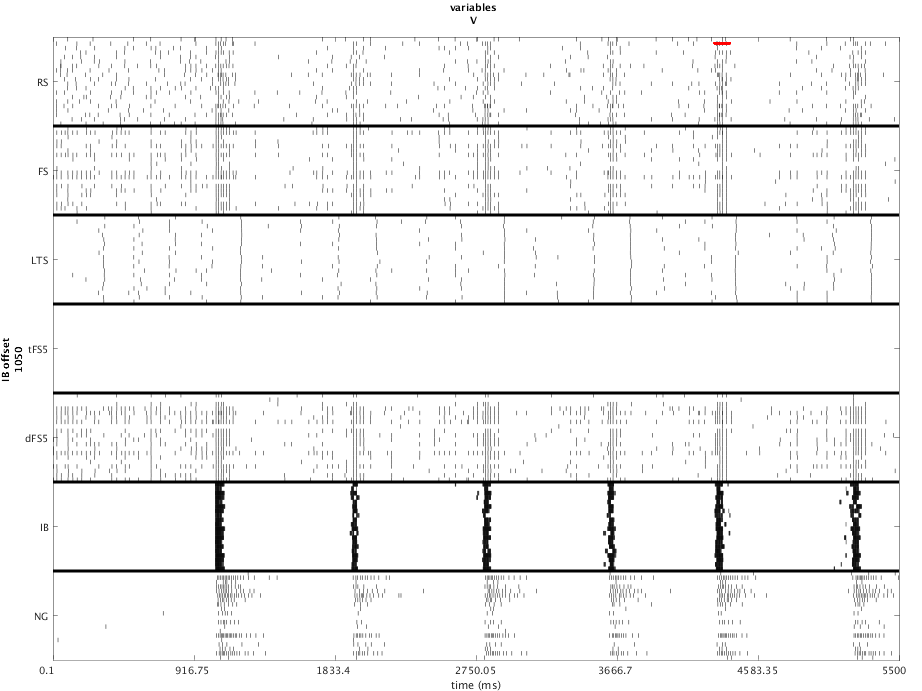 variables
V
RS
FS
LTS
IB offset
1050
tFS5
dFS5
IB
NG
0.1
916.75
1833.4
2750.05
3666.7
4583.35
5500
time (ms)